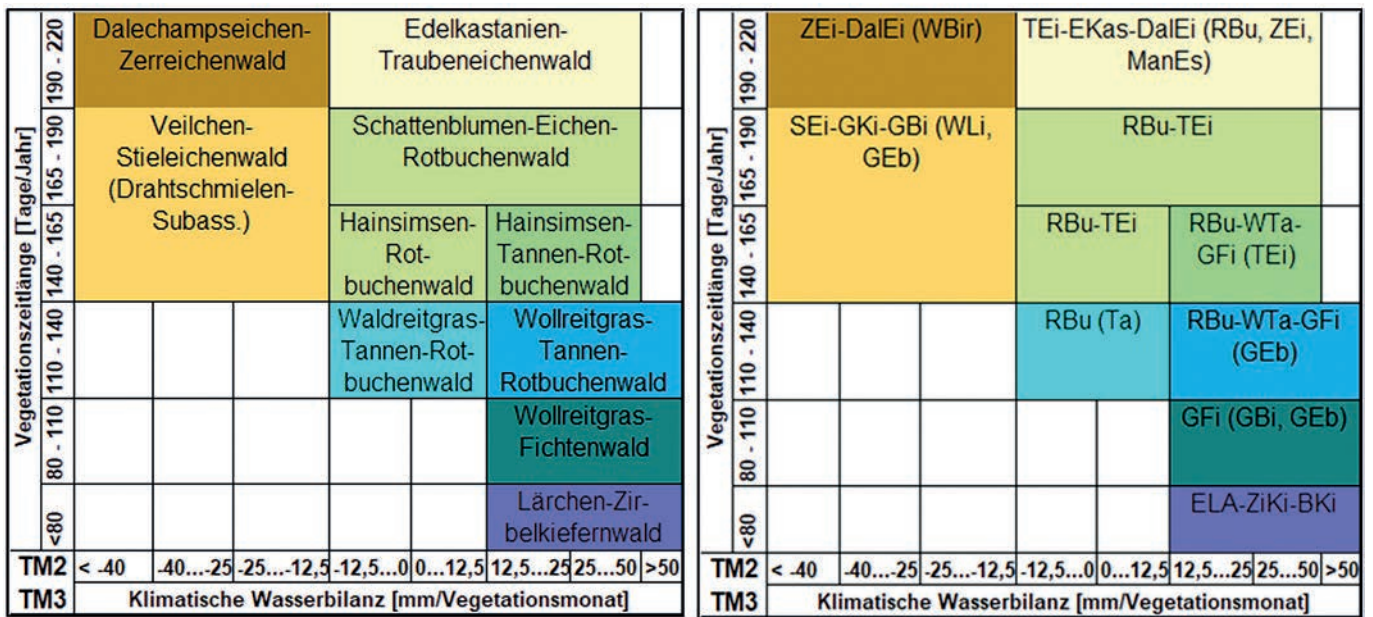 Vegetationszeitlänge [Tage/Jahr]
190 - 220
Dalechampseichen-
Zerreichenwald
Edelkastanien-
Traubeneichenwald
165 - 190
Veilchen-
Stieleichenwald
(Drahtschmielen-
Subass.)
Schattenblumen-Eichen-
Rotbuchenwald
140 - 165
Hainsimsen-
Rot-
buchenwald
Hainsimsen-
Tannen-Rot-
buchenwald
110 - 140
Waldreitgras-
Tannen-Rot-
buchenwald
Wollreitgras-
Tannen-
Rotbuchenwald
80 - 110
Wollreitgras-
Fichtenwald
<80
Lärchen-Zir-
belkiefernwald
TM2 < -40 -40...-25 -25...-12,5 -12,5...0 0...12,5 12,5...25 25...50 >50
TM3 Klimatische Wasserbilanz [mm/Vegetationsmonat]
Vegetationszeitlänge [Tage/Jahr]
190 - 220
ZEi-DalEi (WBir)
TEi-EKas-DalEi (RBu, ZEi,
ManEs)
165 - 190
SEi-GKi-GBi (WLi,
GEb)
RBu-TEi
140 - 165
RBu-TEi
RBu-WTa-
GFi (TEi)
110 - 140
RBu (Ta)
RBu-WTa-GFi
(GEb)
80 - 110
GFi (GBi, GEb)
<80
ELA-ZiKi-BKi
TM2 < -40 -40...-25 -25...-12,5 -12,5...0 0...12,5 12,5...25 25...50 >50
TM3 Klimatische Wasserbilanz [mm/Vegetationsmonat]